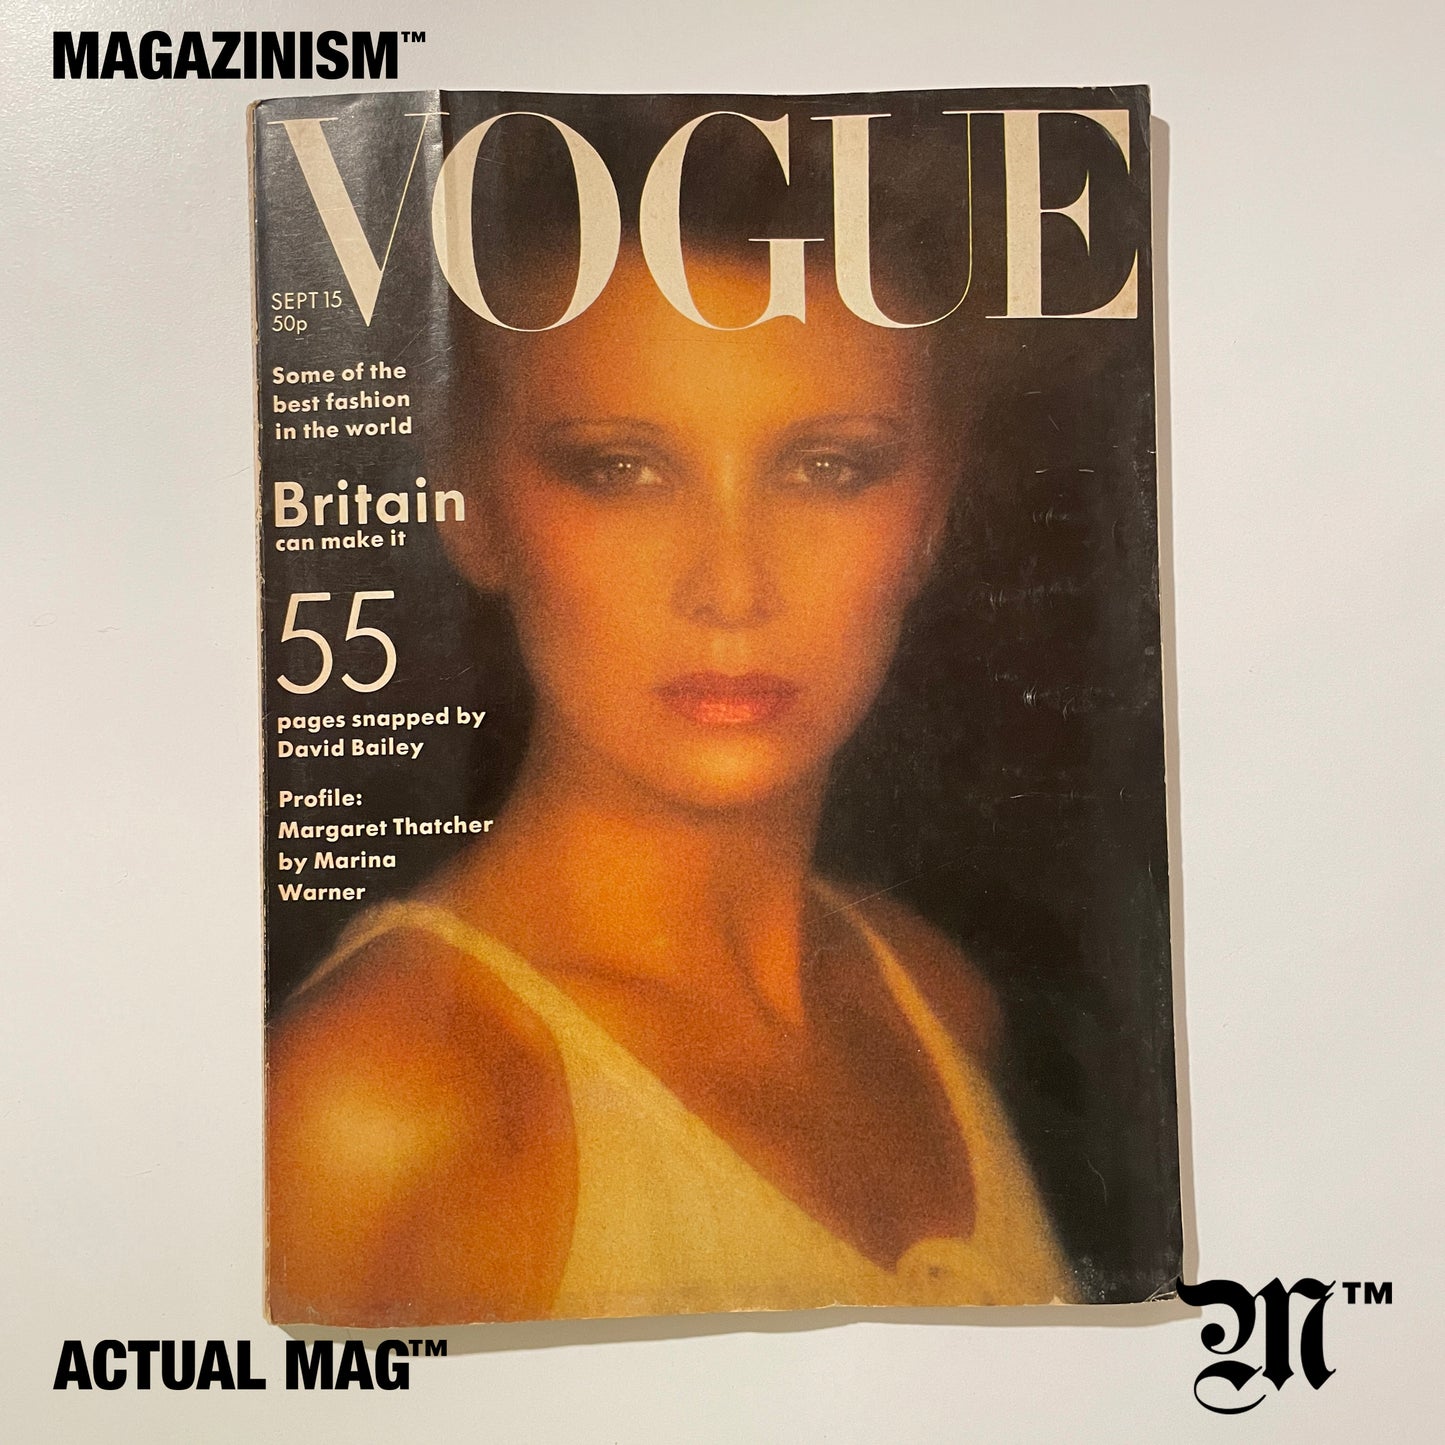 MAGAZINISM™
VOGUE
SEPT 15
50p
Some of the
best fashion
in the world
Britain
can make it
55
pages snapped by
David Bailey
Profile:
Margaret Thatcher
by Marina
Warner
ACTUAL MAG™
M™